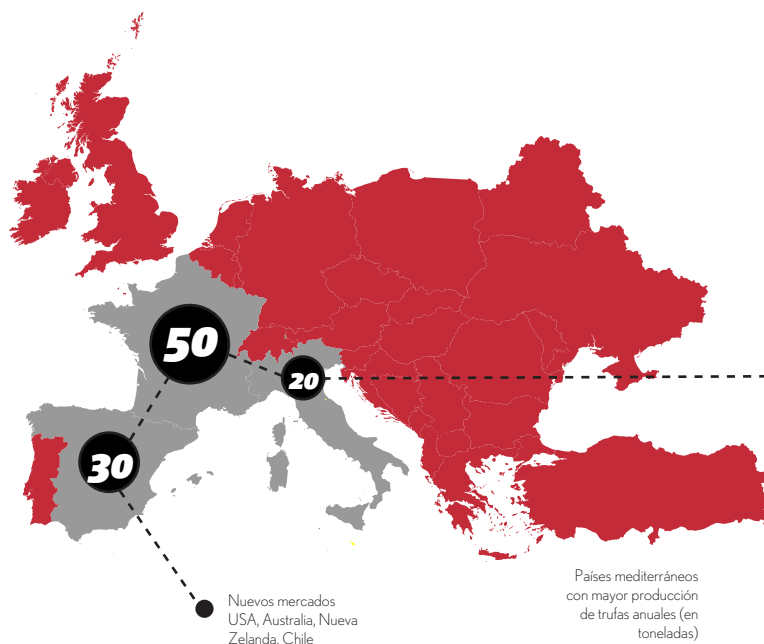 50
20
30
Nuevos mercados
USA, Australia, Nueva
Zelanda, Chile
Países mediterráneos
con mayor producción
de trufas anuales (en
toneladas)